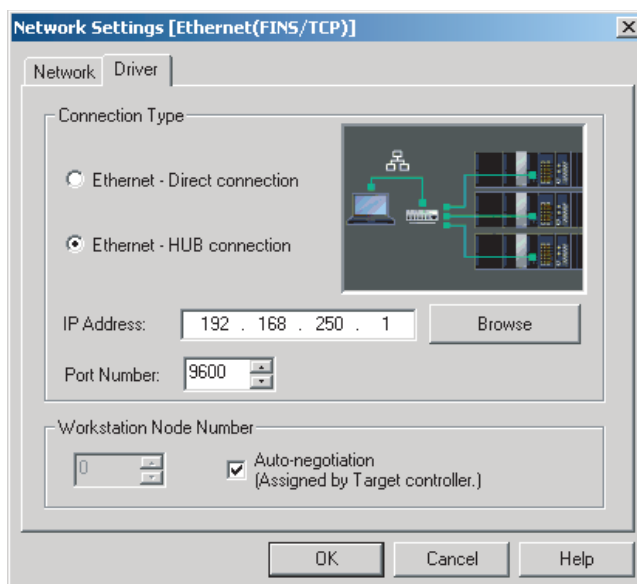 Network Settings [Ethernet(FINS/TCP)]
Network
Driver
Connection Type
Ethernet - Direct connection
Ethernet - HUB connection
IP Address: 192 . 168 . 250 . 1 Browse
Port Number: 9600
Workstation Node Number
0
Auto-negotiation
(Assigned by Target controller.)
OK Cancel Help